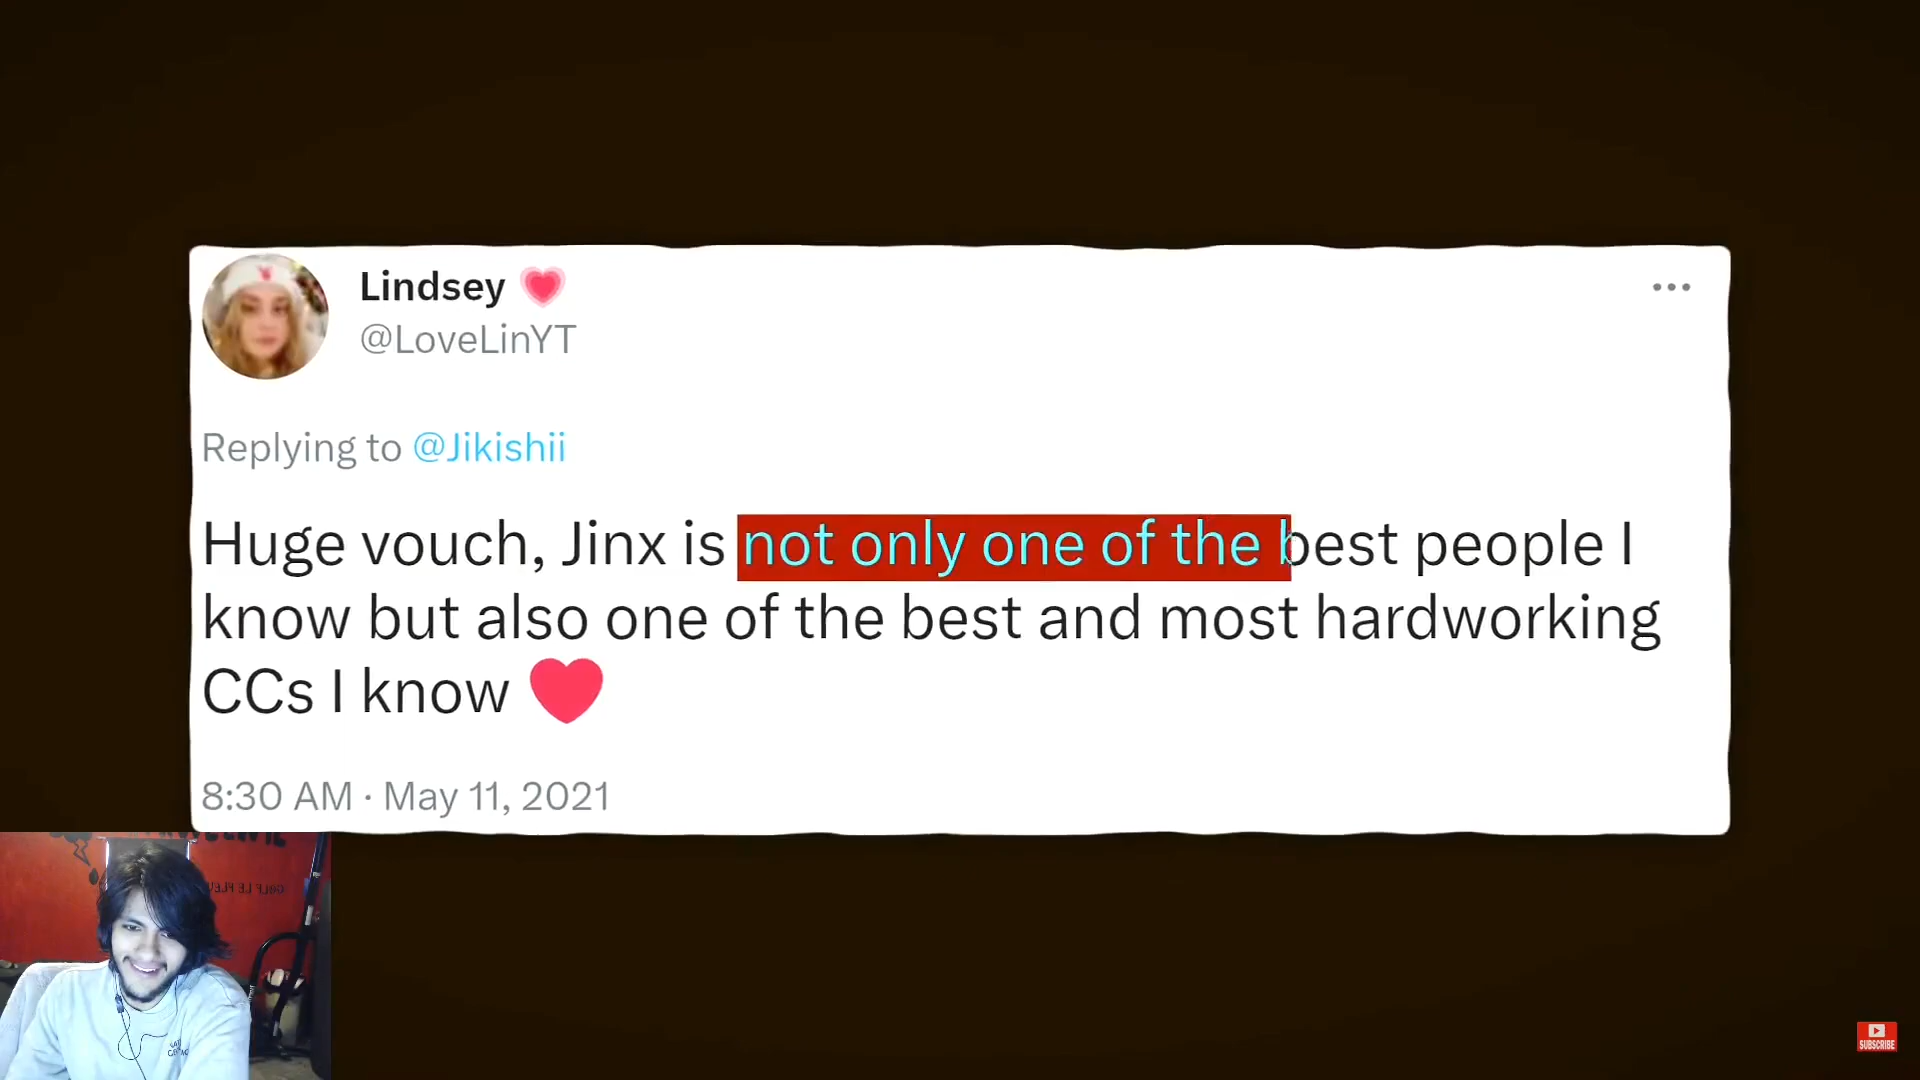 Lindsey
@LoveLinYT
Replying to @Jikishii
Huge vouch, Jinx is not only one of the best people I
know but also one of the best and most hardworking
CCs I know
8:30 AM · May 11, 2021
SUBSCRIBE